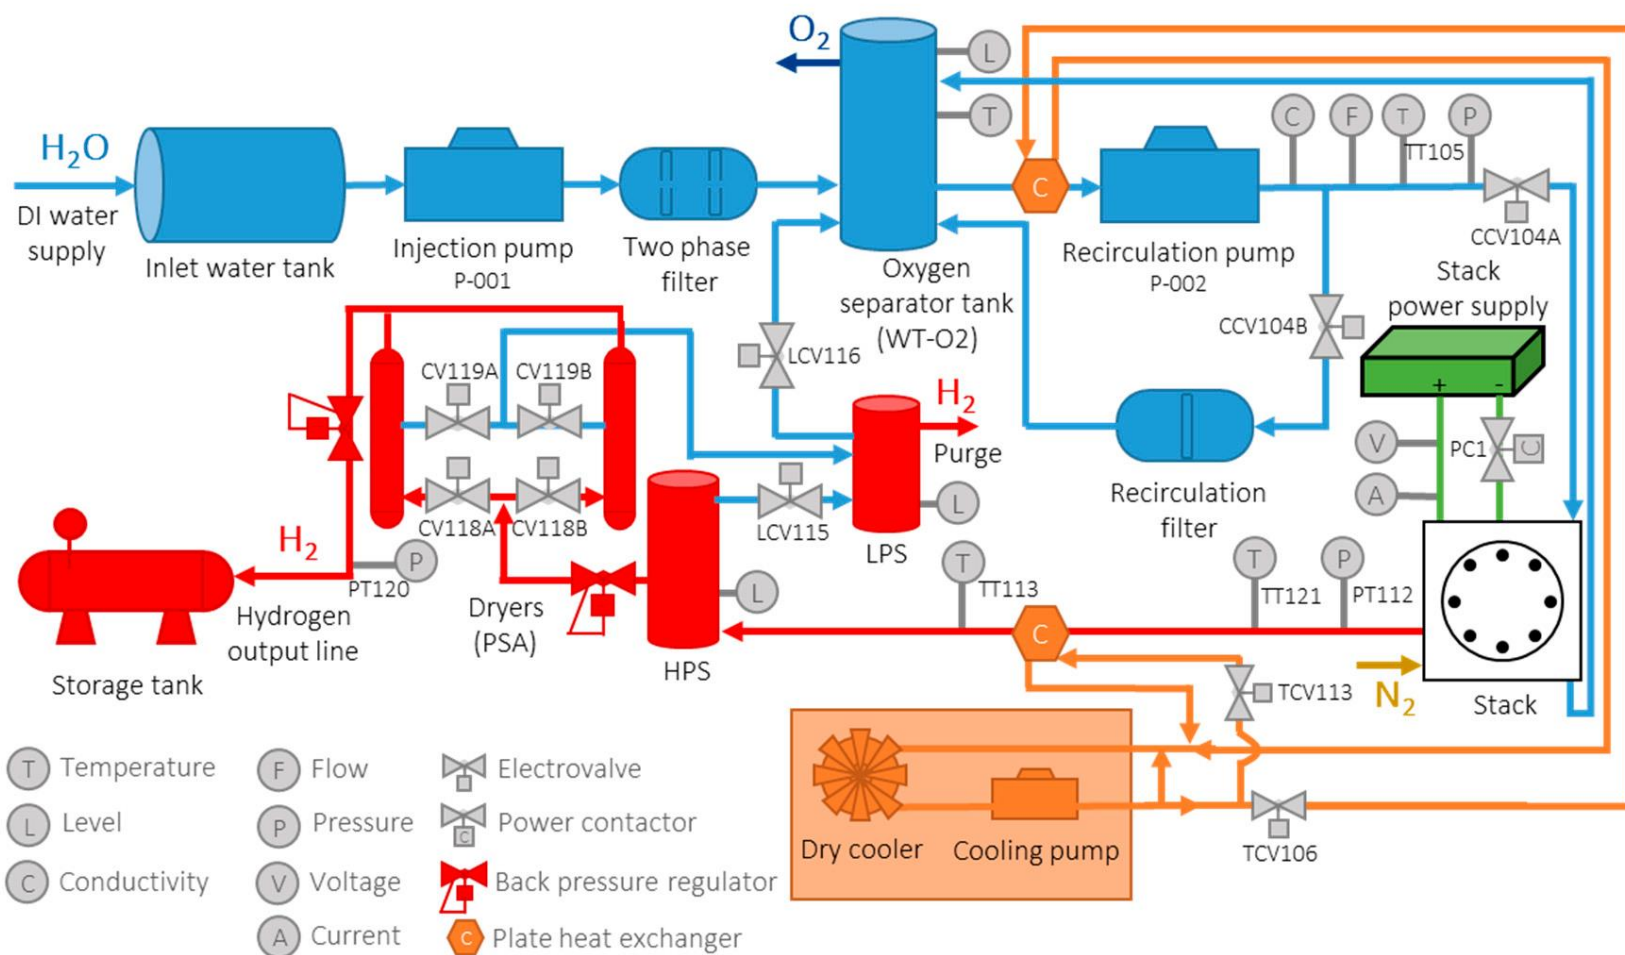 O2
L
H2O
DI water
supply
Inlet water tank
Injection pump
P-001
Two phase
filter
T
Oxygen
separator tank
(WT-O2)
C
Recirculation pump
P-002
C
F
T
P
TT105
CCV104A
Stack
power supply
CCV104B
+
-
V
A
PC1
C
Recirculation
filter
LCV116
H2
Purge
L
LPS
LCV115
CV119A
CV119B
CV118A
CV118B
H2
P
PT120
Hydrogen
output line
Storage tank
Dryers
(PSA)
L
HPS
T
TT113
C
T
TT121
P
PT112
N2
Stack
TCV113
TCV106
Dry cooler
Cooling pump
T Temperature
L Level
C Conductivity
F Flow
P Pressure
V Voltage
A Current
Electrovalve
C Power contactor
Back pressure regulator
C Plate heat exchanger